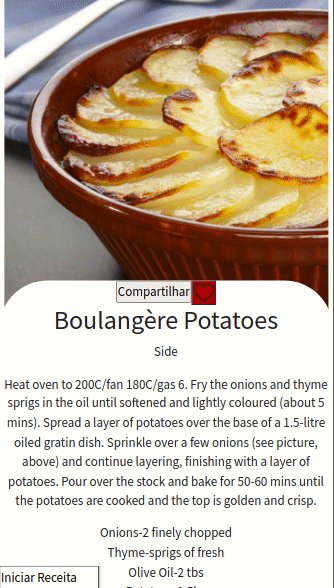 Compartilhar
Boulangère Potatoes
Side
Heat oven to 200C/fan 180C/gas 6. Fry the onions and thyme
sprigs in the oil until softened and lightly coloured (about 5
mins). Spread a layer of potatoes over the base of a 1.5-litre
oiled gratin dish. Sprinkle over a few onions (see picture,
above) and continue layering, finishing with a layer of
potatoes. Pour over the stock and bake for 50-60 mins until
the potatoes are cooked and the top is golden and crisp.
Onions-2 finely chopped
Thyme-sprigs of fresh
Olive Oil-2 tbs
Iniciar Receita